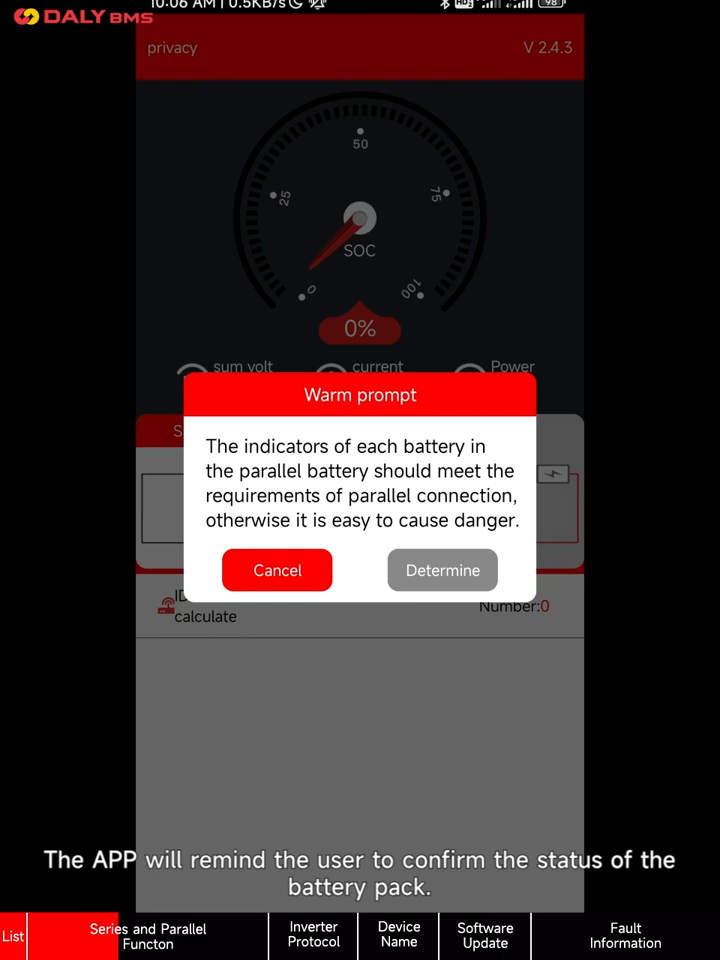 10:06 AM | 0.5KB/s
DALY BMS
privacy
V 2.4.3
50
25
75
SOC
0
100
0%
sum volt
current
Power
Warm prompt
S
The indicators of each battery in
the parallel battery should meet the
requirements of parallel connection,
otherwise it is easy to cause danger.
Cancel
Determine
ID
calculate
Number:0
The APP will remind the user to confirm the status of the
battery pack.
List
Series and Parallel
Functon
Inverter
Protocol
Device
Name
Software
Update
Fault
Information